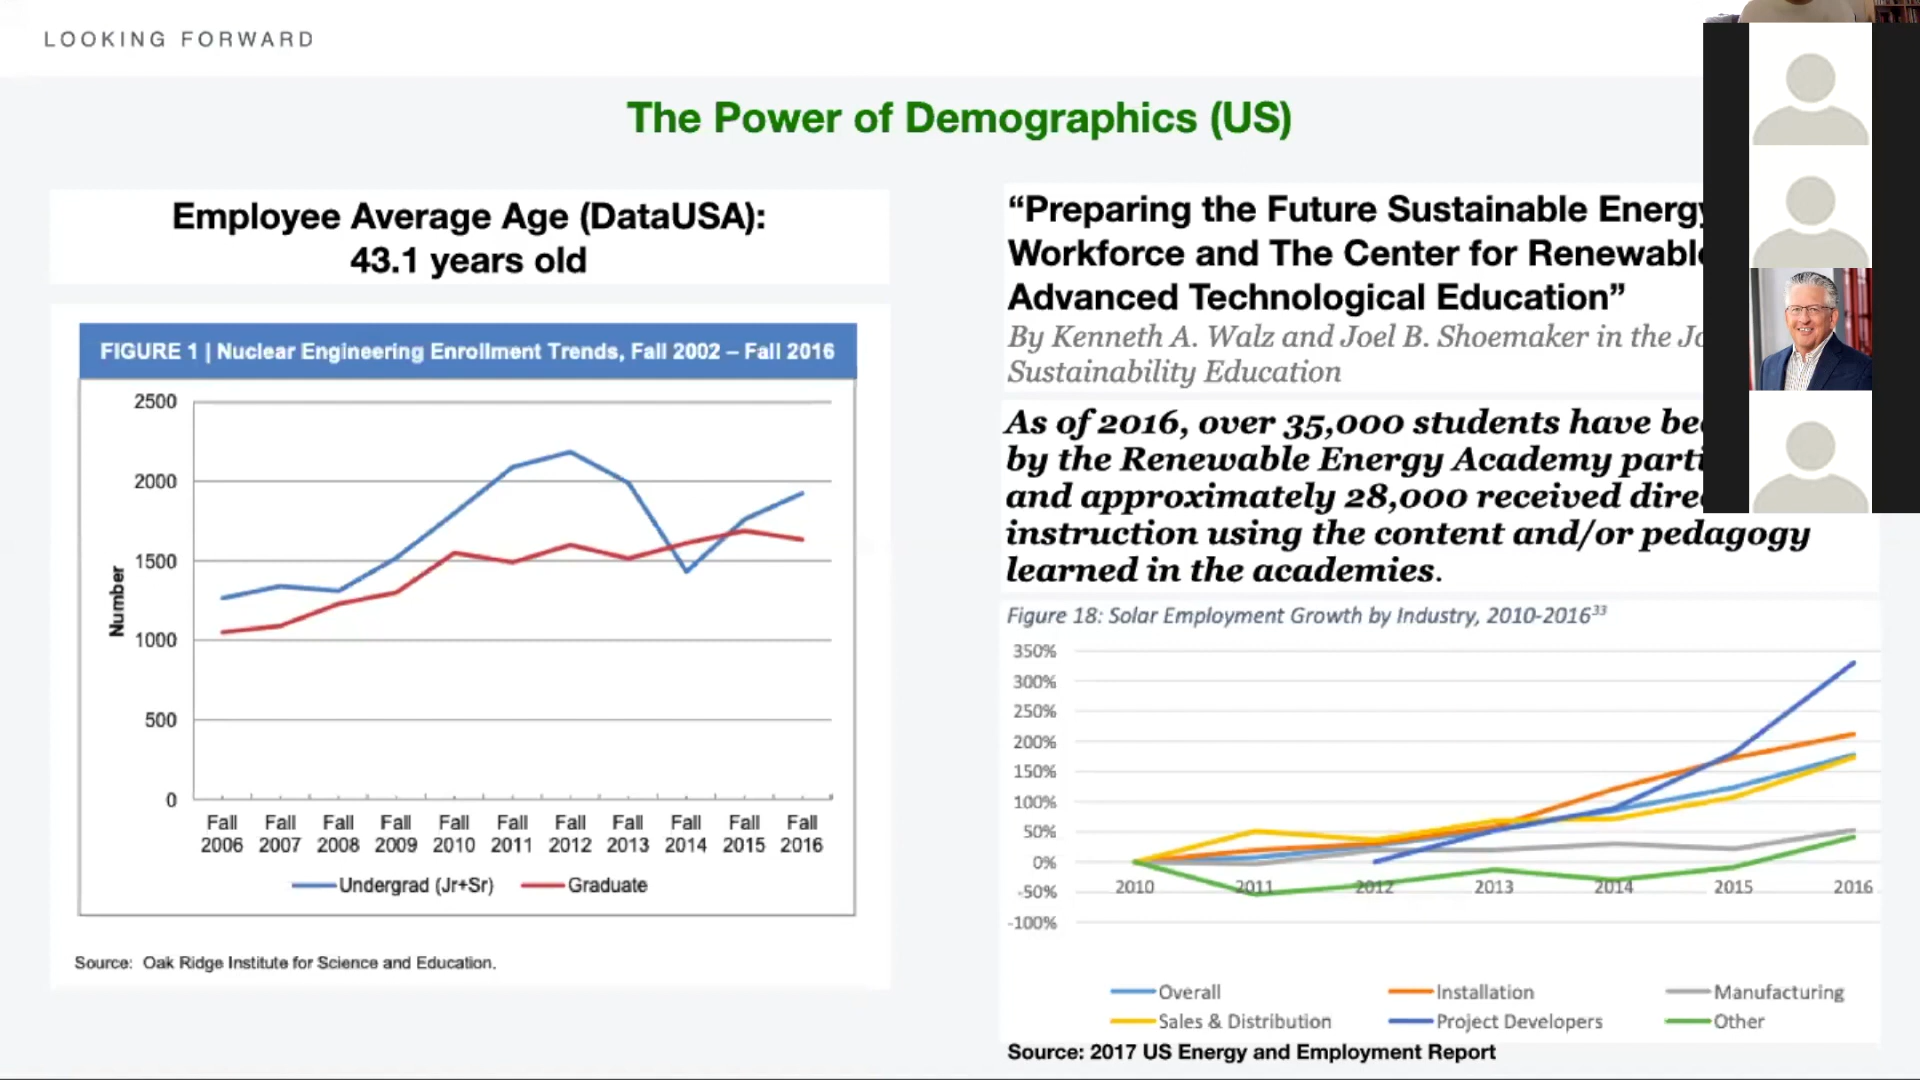 LOOKING FORWARD
The Power of Demographics (US)
Employee Average Age (DataUSA):
43.1 years old
FIGURE 1 | Nuclear Engineering Enrollment Trends, Fall 2002 – Fall 2016
2500
2000
1500
1000
500
0
Number
Fall Fall Fall Fall Fall Fall Fall Fall Fall Fall Fall
2006 2007 2008 2009 2010 2011 2012 2013 2014 2015 2016
Undergrad (Jr+Sr) Graduate
Source: Oak Ridge Institute for Science and Education.
“Preparing the Future Sustainable Energy
Workforce and The Center for Renewable
Advanced Technological Education”
By Kenneth A. Walz and Joel B. Shoemaker in the
Sustainability Education
As of 2016, over 35,000 students have
by the Renewable Energy Academy
and approximately 28,000 received
instruction using the content and/or pedagogy
learned in the academies.
Figure 18: Solar Employment Growth by Industry, 2010-2016³³
350%
300%
250%
200%
150%
100%
50%
0%
-50%
-100%
2010 2011 2012 2013 2014 2015 2016
Overall Installation Manufacturing
Sales & Distribution Project Developers Other
Source: 2017 US Energy and Employment Report